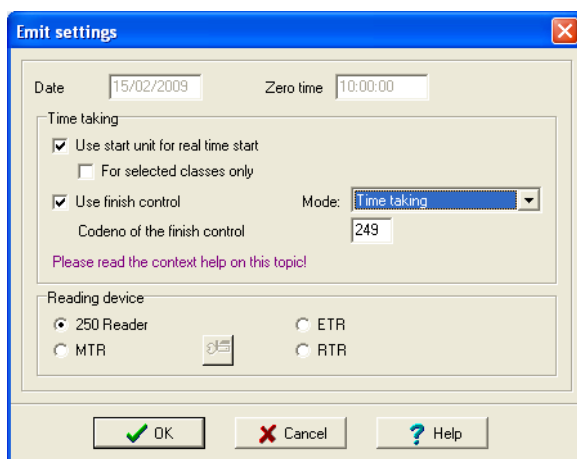 Emit settings
Date 15/02/2009 Zero time 10:00:00
Time taking
Use start unit for real time start
For selected classes only
Use finish control Mode: Time taking
Codeno of the finish control 249
Please read the context help on this topic!
Reading device
250 Reader ETR
MTR RTR
OK Cancel ? Help